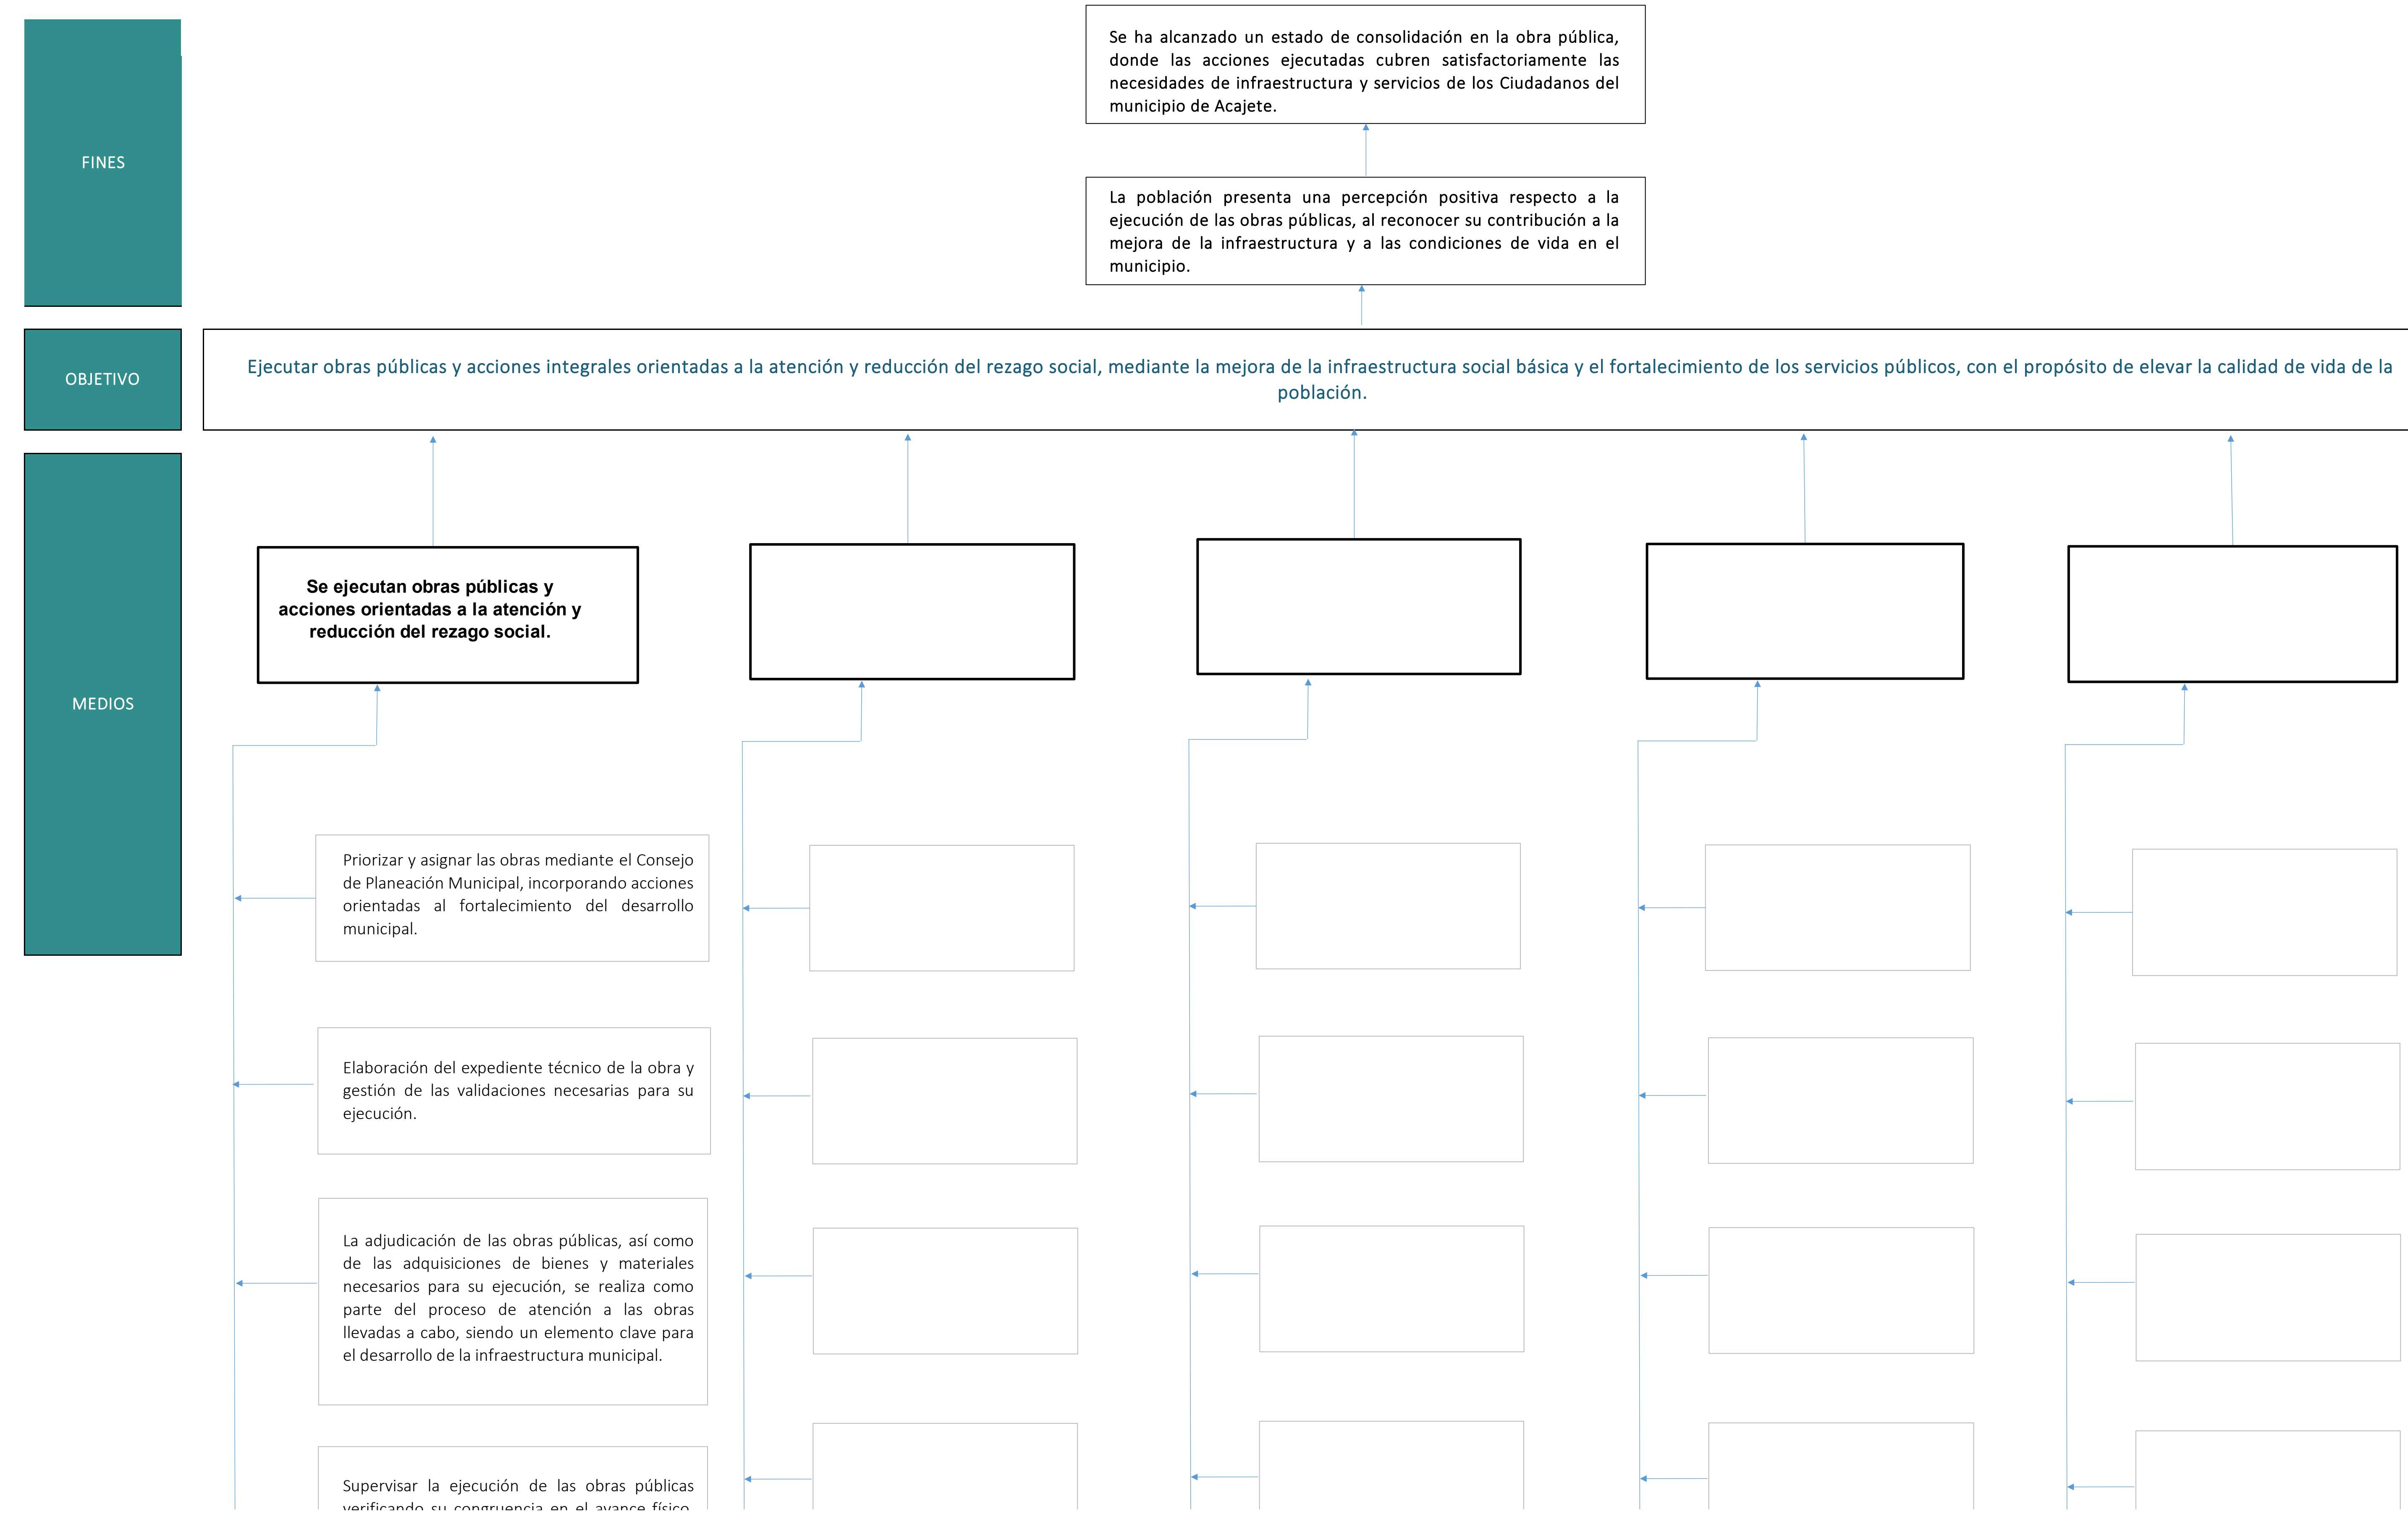 Se ha alcanzado un estado de consolidación en la obra pública,
donde las acciones ejecutadas cubren satisfactoriamente las
necesidades de infraestructura y servicios de los Ciudadanos del
municipio de Acajete.
FINES
La población presenta una percepción positiva respecto a la
ejecución de las obras públicas, al reconocer su contribución a la
mejora de la infraestructura y a las condiciones de vida en el
municipio.
OBJETIVO
Ejecutar obras públicas y acciones integrales orientadas a la atención y reducción del rezago social, mediante la mejora de la infraestructura social básica y el fortalecimiento de los servicios públicos, con el propósito de elevar la calidad de vida de la
población.
MEDIOS
Se ejecutan obras públicas y
acciones orientadas a la atención y
reducción del rezago social.
Priorizar y asignar las obras mediante el Consejo
de Planeación Municipal, incorporando acciones
orientadas al fortalecimiento del desarrollo
municipal.
Elaboración del expediente técnico de la obra y
gestión de las validaciones necesarias para su
ejecución.
La adjudicación de las obras públicas, así como
de las adquisiciones de bienes y materiales
necesarios para su ejecución, se realiza como
parte del proceso de atención a las obras
llevadas a cabo, siendo un elemento clave para
el desarrollo de la infraestructura municipal.
Supervisar la ejecución de las obras públicas
verificando su congruencia en el avance físico,